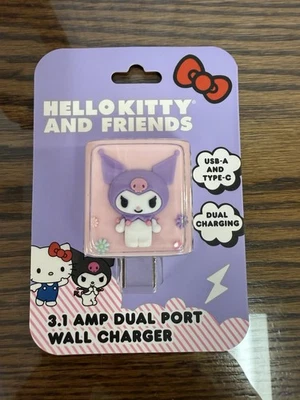 HELLO KITTY®
AND FRIENDS
USB-A
AND
TYPE-C
DUAL
CHARGING
3.1 AMP DUAL PORT
WALL CHARGER